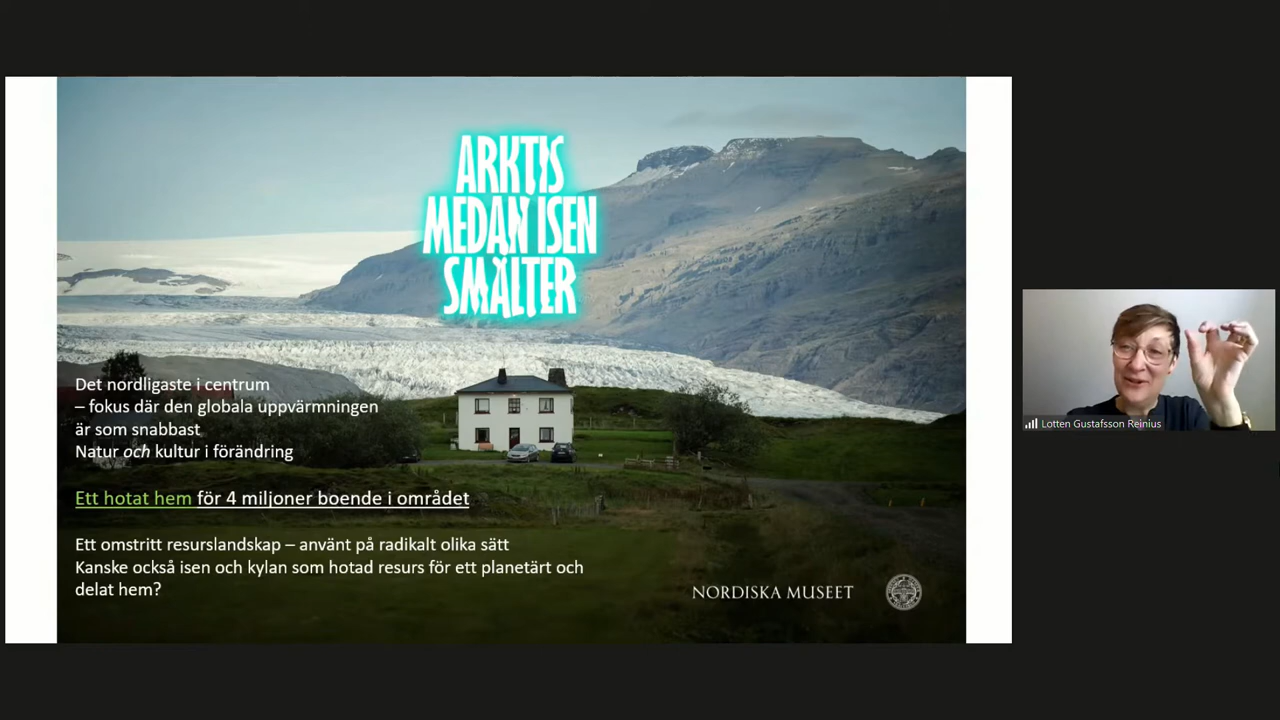 ARKTIS
MEDAN ISEN
SMÄLTER
Det nordligaste i centrum
– fokus där den globala uppvärmningen
är som snabbast
Natur och kultur i förändring
Ett hotat hem för 4 miljoner boende i området
Ett omstritt resurslandskap – använt på radikalt olika sätt
Kanske också isen och kylan som hotad resurs för ett planetärt och
delat hem?
NORDISKA MUSEET
Lotten Gustafsson Reinius